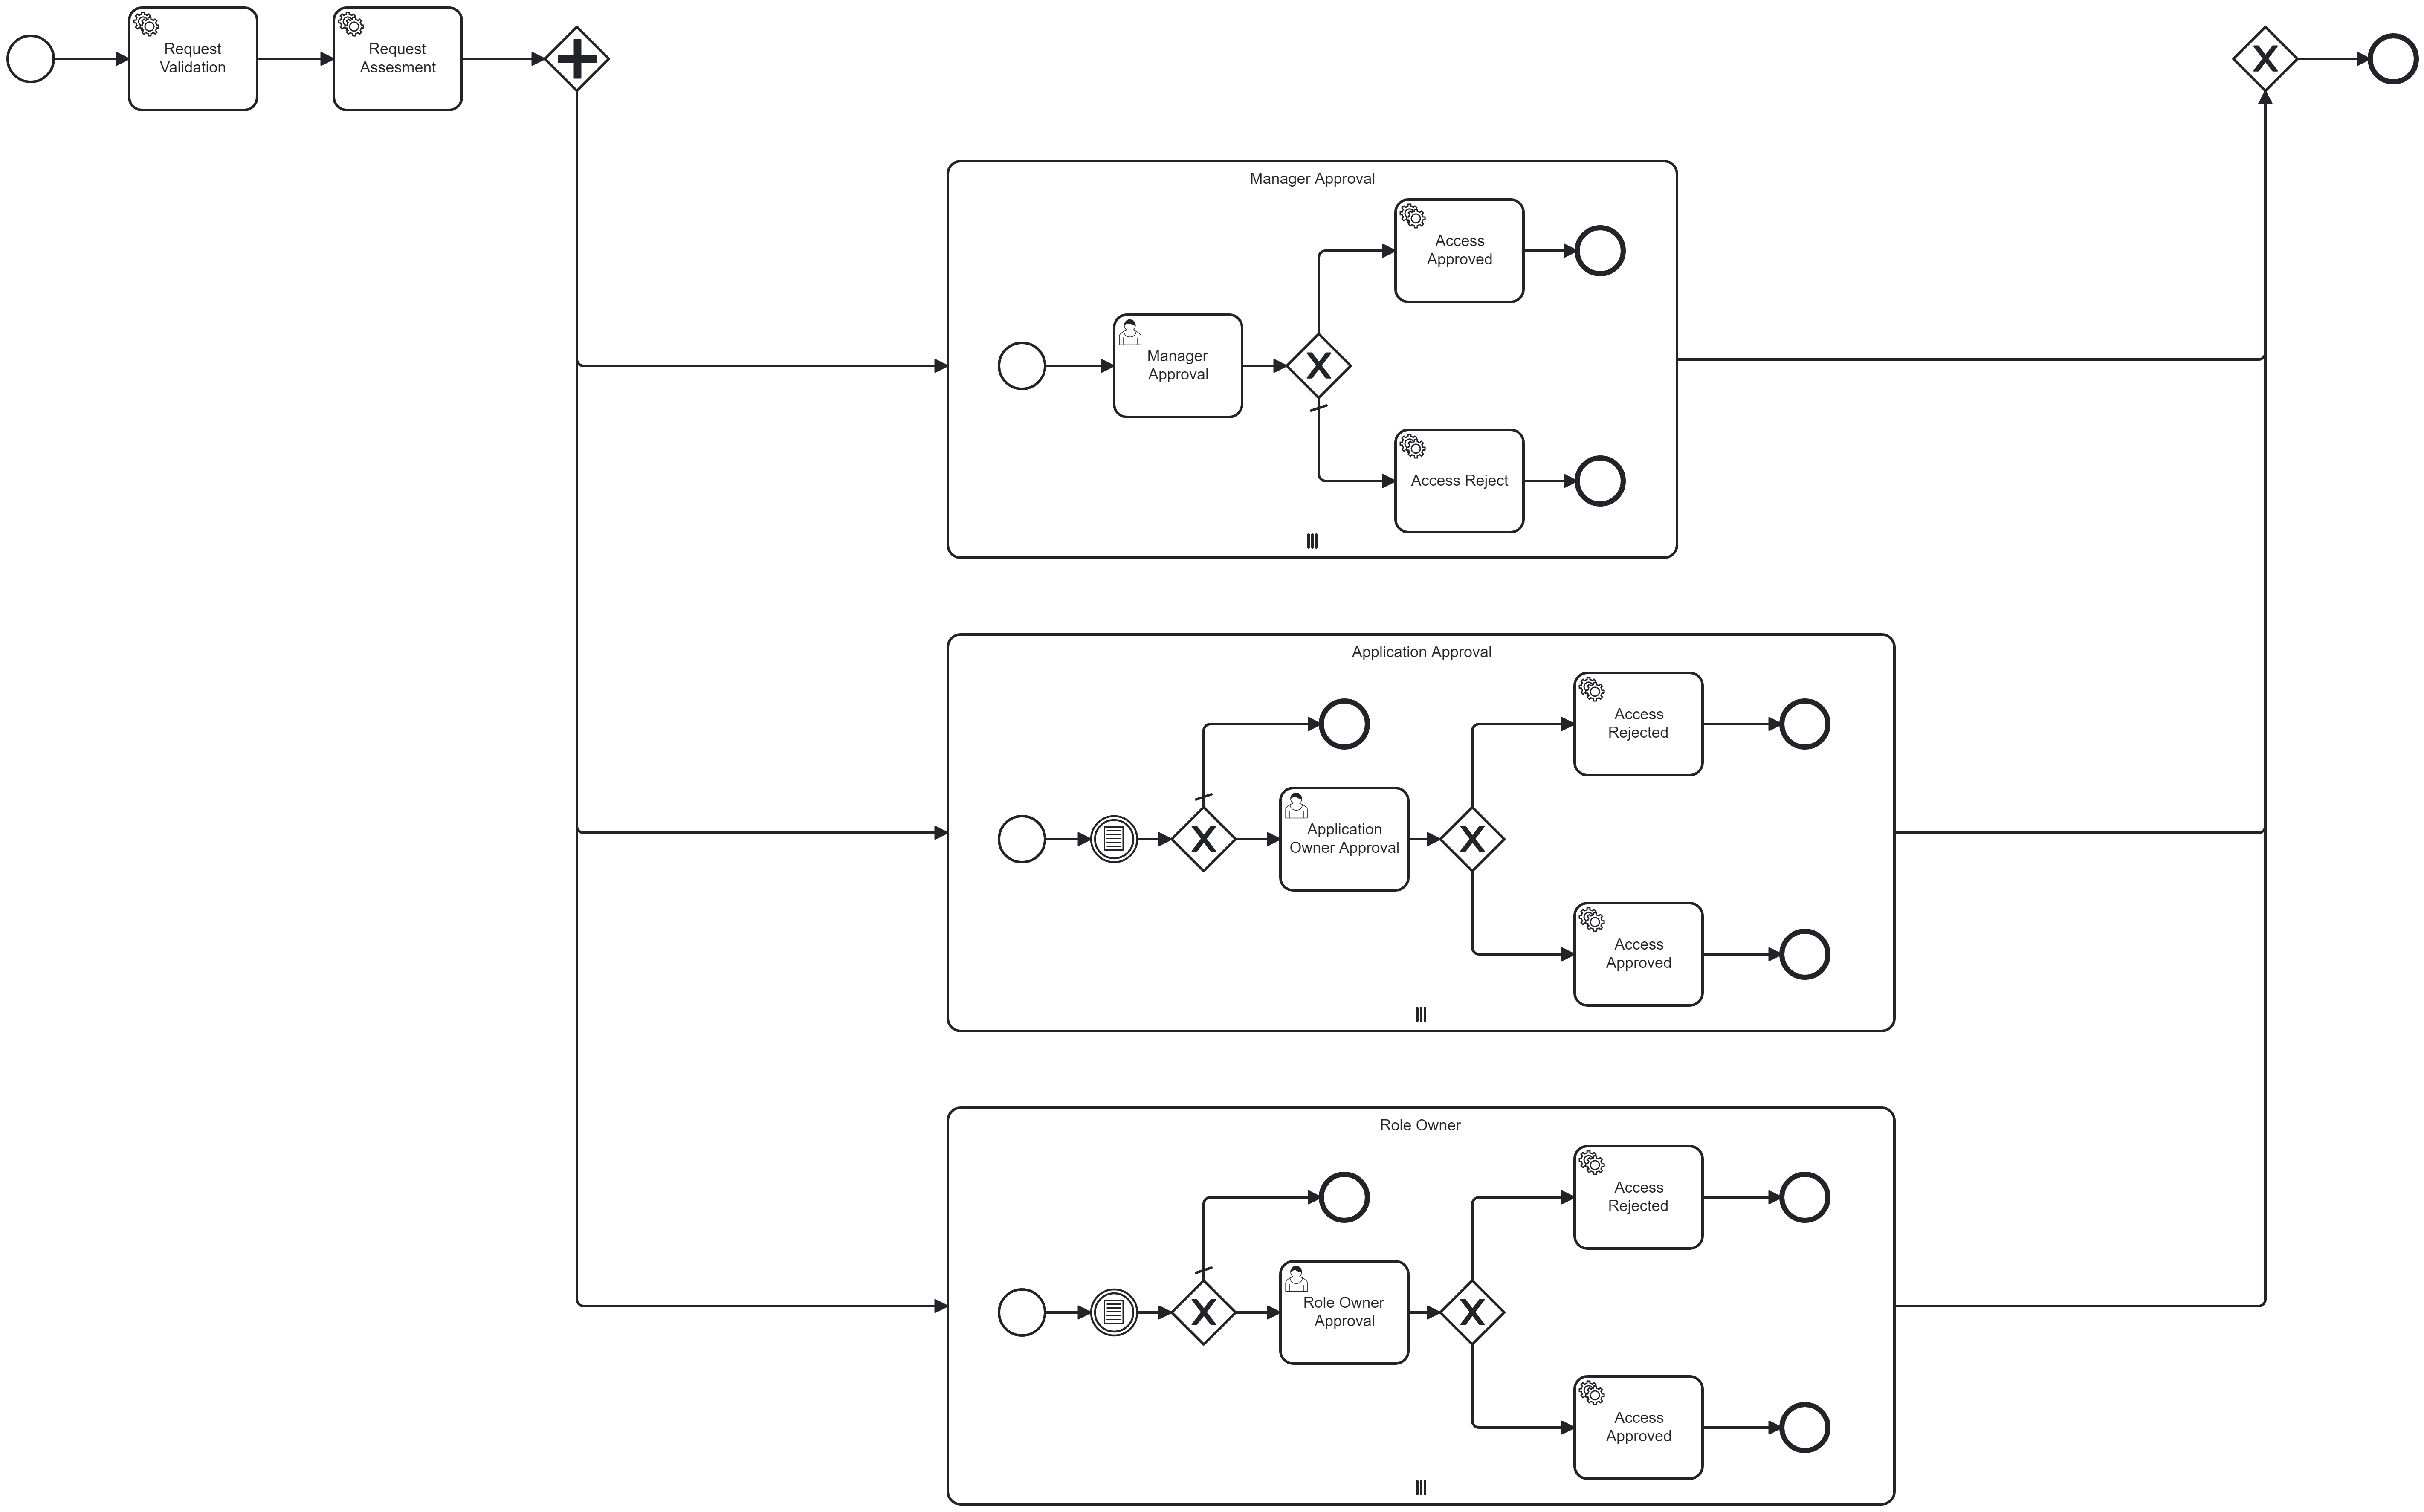 Request
Validation
Request
Assesment
Manager Approval
Access
Approved
Manager
Approval
Access Reject
Application Approval
Access
Rejected
Application
Owner Approval
Access
Approved
Role Owner
Access
Rejected
Role Owner
Approval
Access
Approved